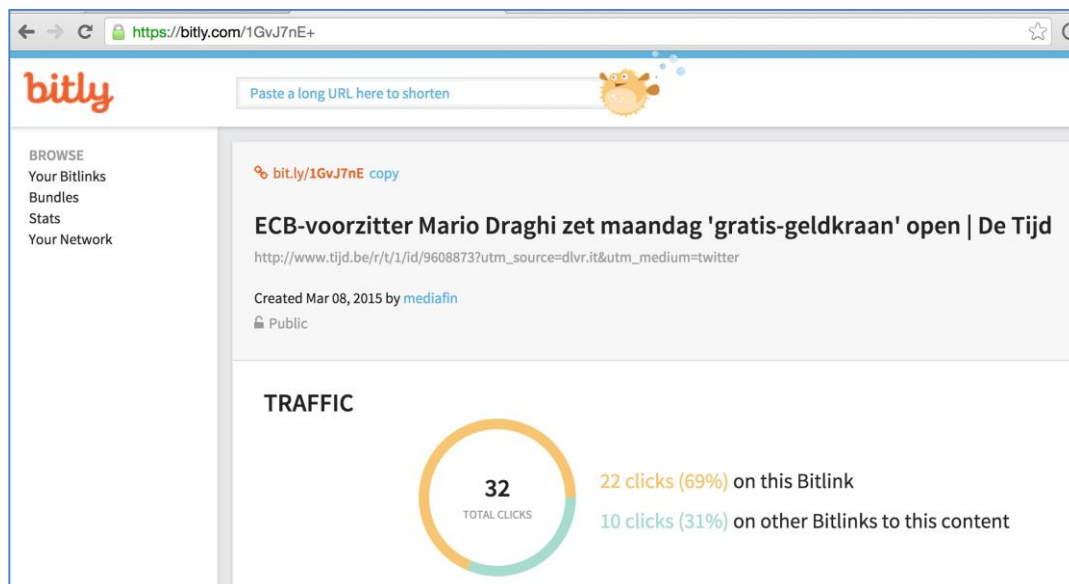 https://bitly.com/1GvJ7nE+
bitly
Paste a long URL here to shorten
BROWSE
Your Bitlinks
Bundles
Stats
Your Network
bit.ly/1GvJ7nE copy
ECB-voorzitter Mario Draghi zet maandag 'gratis-geldkraan' open | De Tijd
http://www.tijd.be/r/t/1/id/9608873?utm_source=dlvr.it&utm_medium=twitter
Created Mar 08, 2015 by mediafin
Public
TRAFFIC
32
TOTAL CLICKS
22 clicks (69%) on this Bitlink
10 clicks (31%) on other Bitlinks to this content